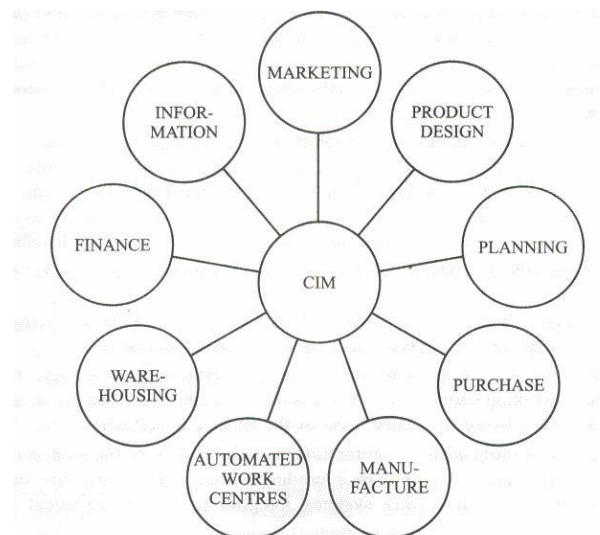 MARKETING
PRODUCT
DESIGN
PLANNING
PURCHASE
MANU-
FACTURE
AUTOMATED
WORK
CENTRES
WARE-
HOUSING
FINANCE
INFOR-
MATION
CIM